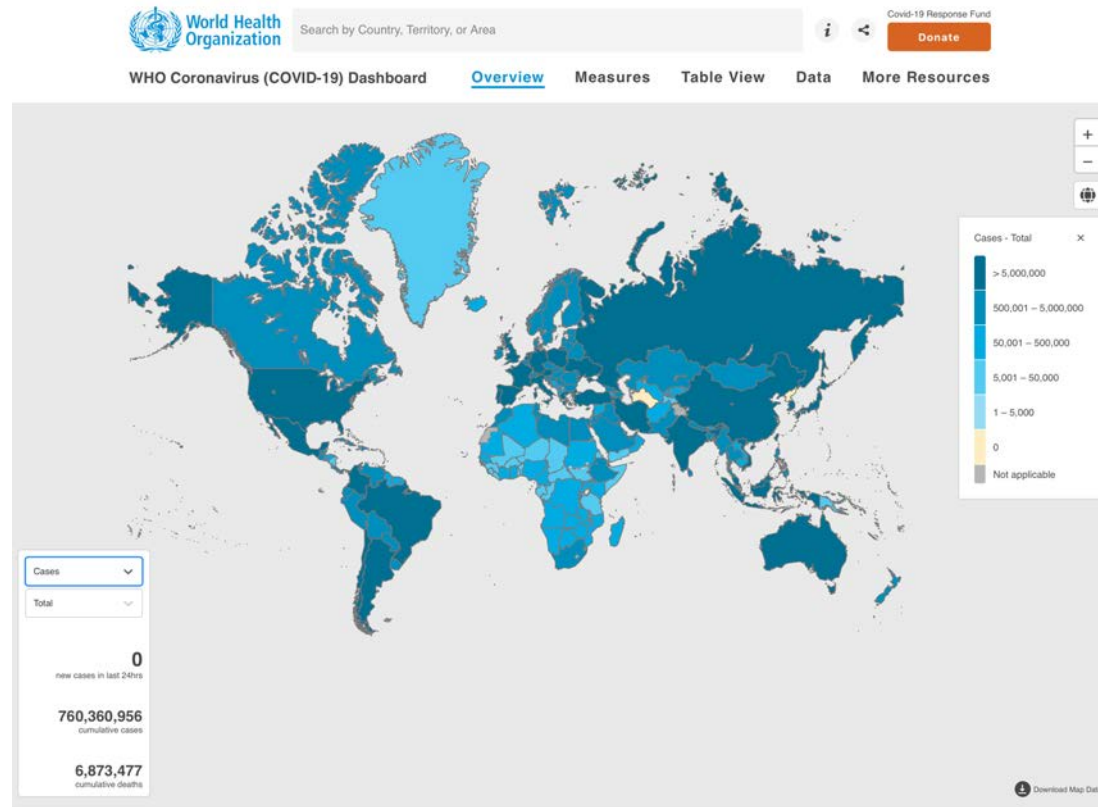 World Health
Organization
Search by Country, Territory, or Area
i
Covid-19 Response Fund
Donate
WHO Coronavirus (COVID-19) Dashboard
Overview
Measures
Table View
Data
More Resources
+
−
Cases - Total ×
> 5,000,000
500,001 – 5,000,000
50,001 – 500,000
5,001 – 50,000
1 – 5,000
0
Not applicable
Cases
Total
0
new cases in last 24hrs
760,360,956
cumulative cases
6,873,477
cumulative deaths
Download Map Data